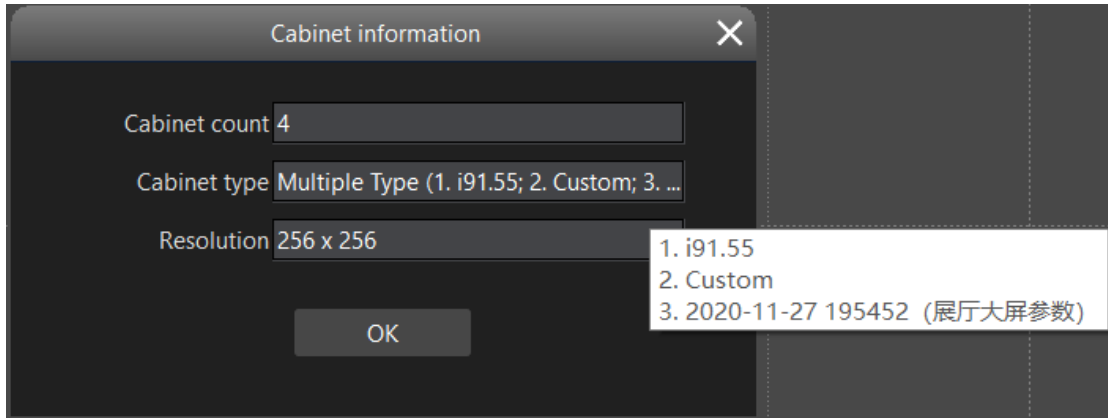 Cabinet information
Cabinet count 4
Cabinet type Multiple Type (1. i91.55; 2. Custom; 3. ...
Resolution 256 x 256
1. i91.55
2. Custom
3. 2020-11-27 195452 (展厅大屏参数)
OK